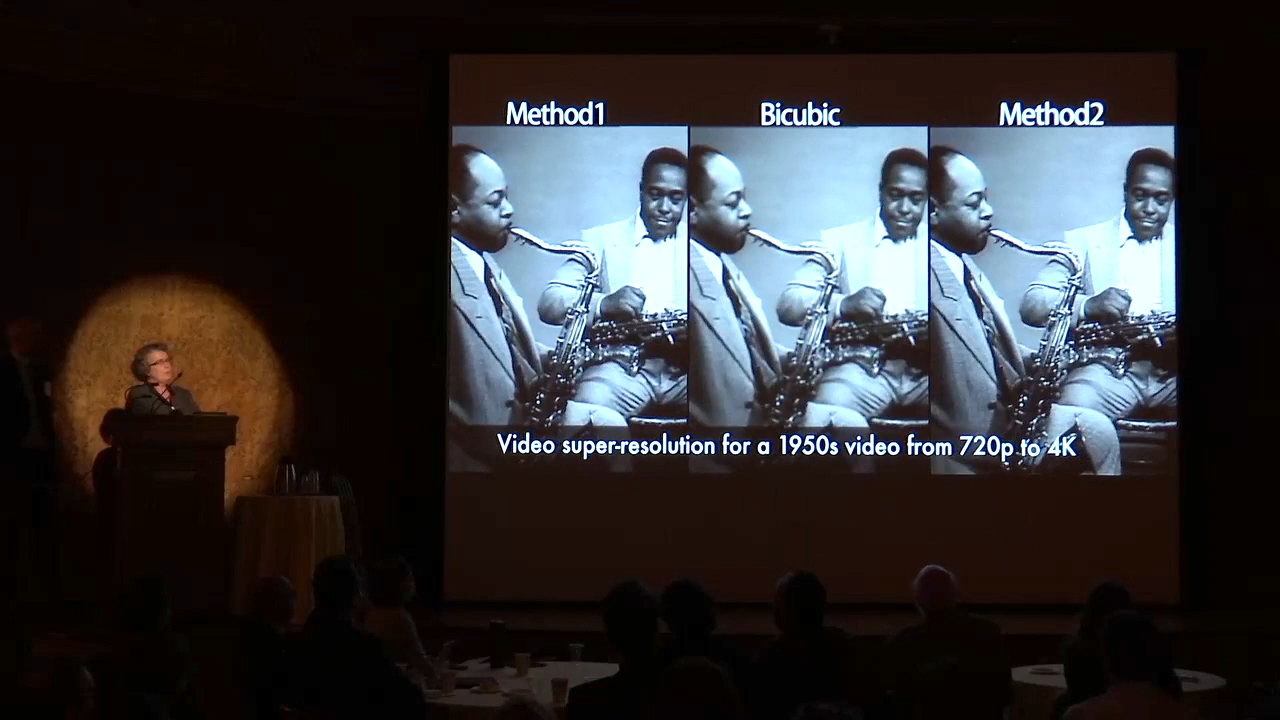 Method1
Bicubic
Method2
Video super-resolution for a 1950s video from 720p to 4K